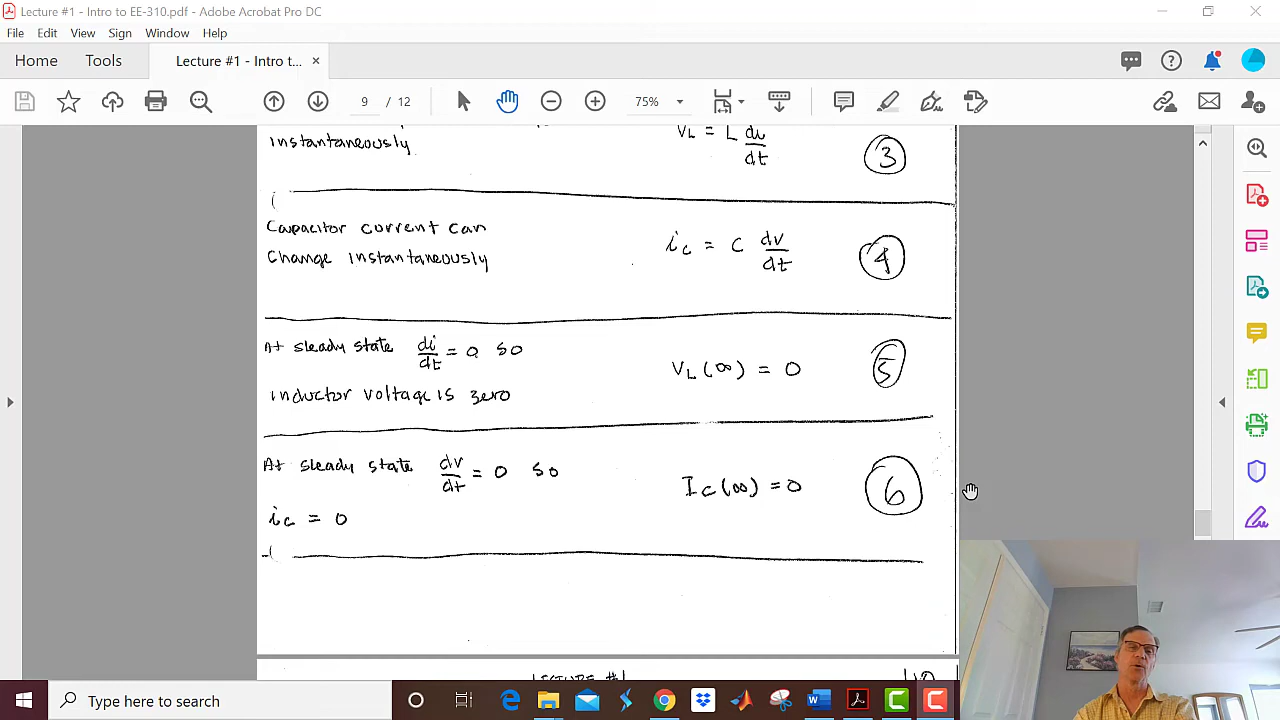 Lecture #1 - Intro to EE-310.pdf - Adobe Acrobat Pro DC
File Edit View Sign Window Help
Home Tools Lecture #1 - Intro t... ×
9 / 12 75%
instantaneously
VL = L di/dt
3
Capacitor current can
Change instantaneously
ic = C dv/dt
4
At steady state di/dt = 0 so
inductor voltage is zero
VL(∞) = 0
5
At steady state dv/dt = 0 so
ic = 0
Ic(∞) = 0
6
LECTURE #1
10
Type here to search